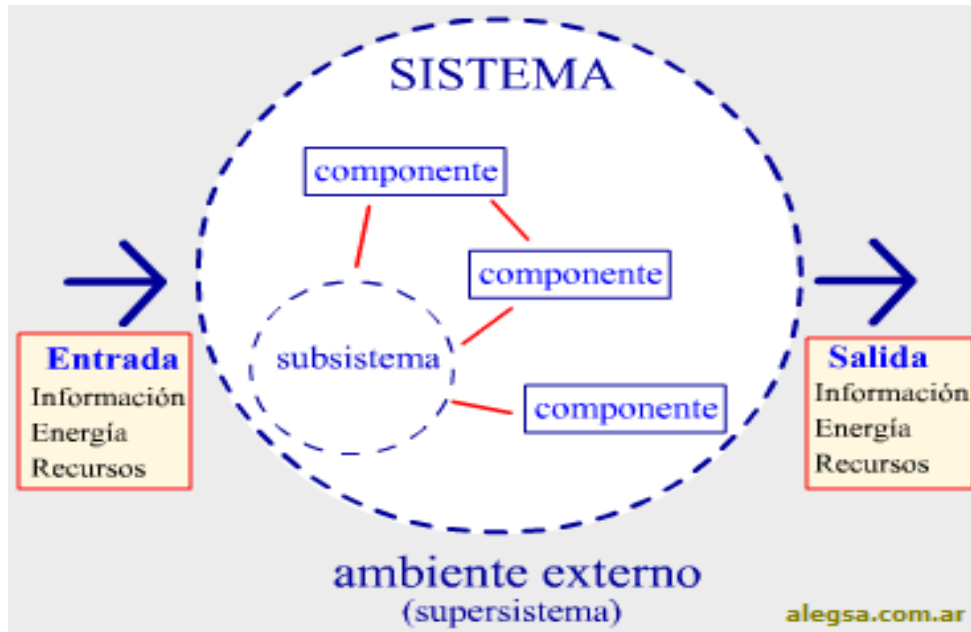 SISTEMA
componente
componente
subsistema
componente
Entrada
Información
Energía
Recursos
Salida
Información
Energía
Recursos
ambiente externo
(supersistema)
alegsa.com.ar